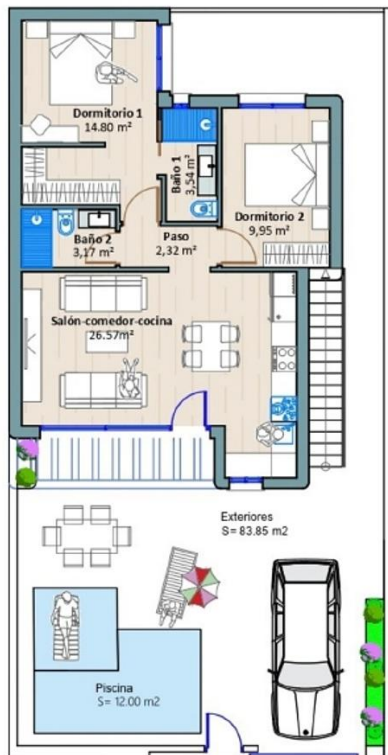 Dormitorio 1
14.80 m²
Baño 1
3,54 m²
Dormitorio 2
9,95 m²
Baño 2
3,17 m²
Paso
2,32 m²
Salón-comedor-cocina
26.57m²
Exteriores
S= 83.85 m2
Piscina
S= 12.00 m2